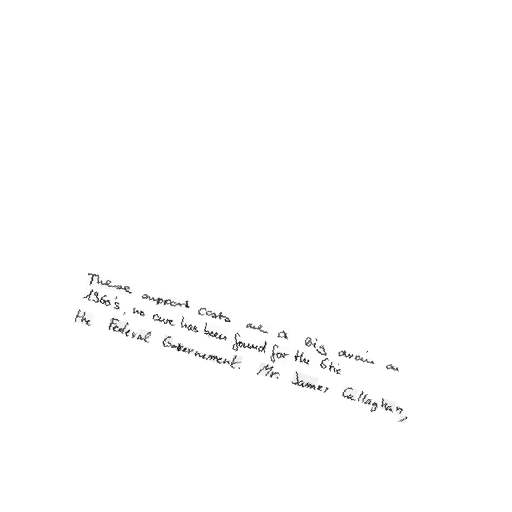 These support costs are a big drain on
1960's, no cure has been found for the
the Federal Government. Mr. James Callaghan,